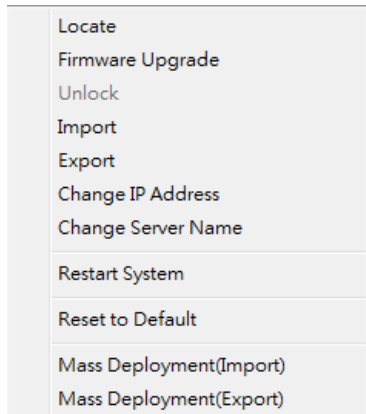 Locate
Firmware Upgrade
Unlock
Import
Export
Change IP Address
Change Server Name
Restart System
Reset to Default
Mass Deployment(Import)
Mass Deployment(Export)